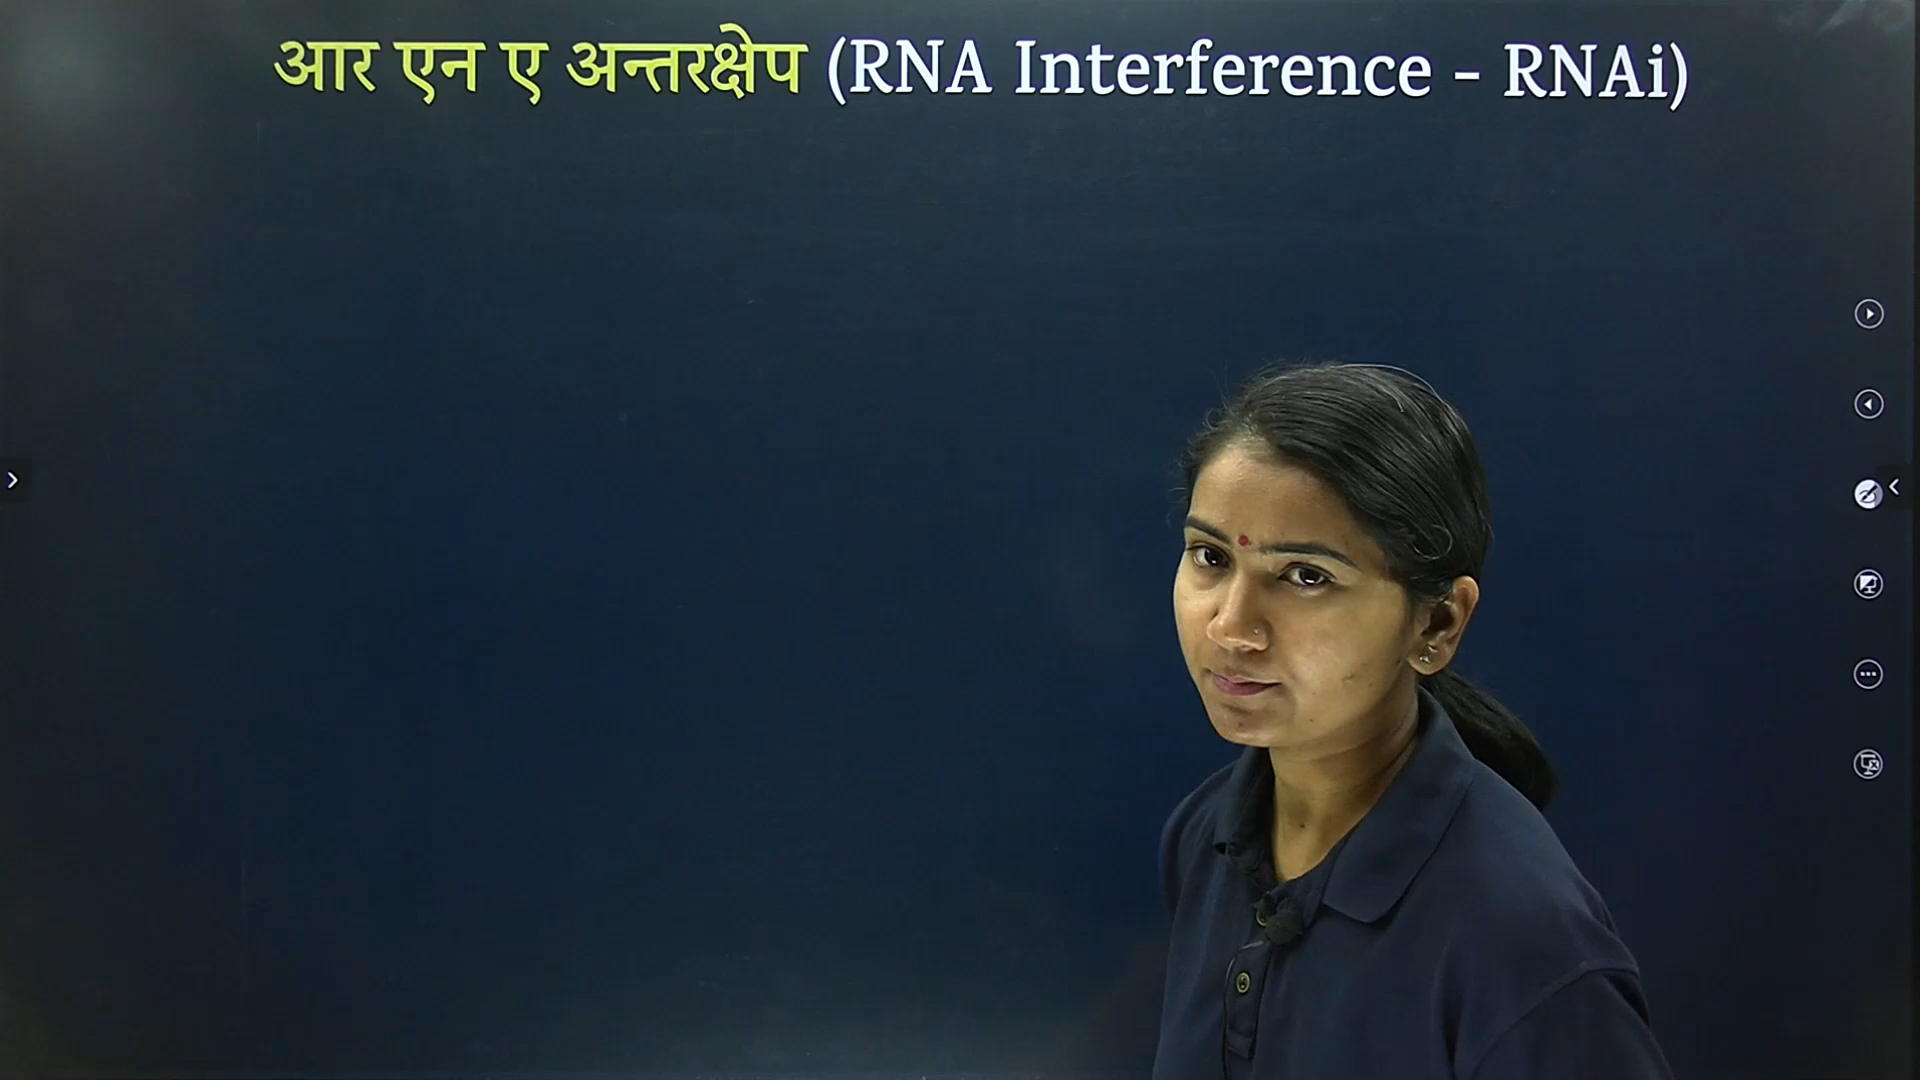 आर एन ए अन्तरक्षेप (RNA Interference - RNAi)